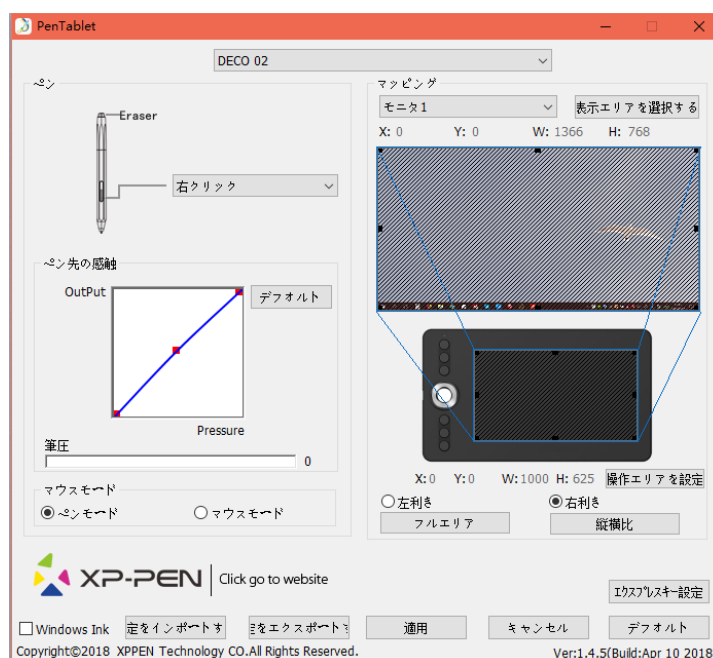 PenTablet
DECO 02
ペン
Eraser
右クリック
ペン先の感触
OutPut
デフォルト
Pressure
筆圧
0
マウスモード
ペンモード
マウスモード
マッピング
モニタ1
表示エリアを選択する
X: 0 Y: 0 W: 1366 H: 768
X: 0 Y: 0 W: 1000 H: 625 操作エリアを設定
左利き
右利き
フルエリア
縦横比
XP-PEN Click go to website
エクスプレスキー設定
Windows Ink 定をインポートす をエクスポートす 適用 キャンセル デフォルト
Copyright©2018 XPPEN Technology CO.All Rights Reserved. Ver:1.4.5(Build:Apr 10 2018